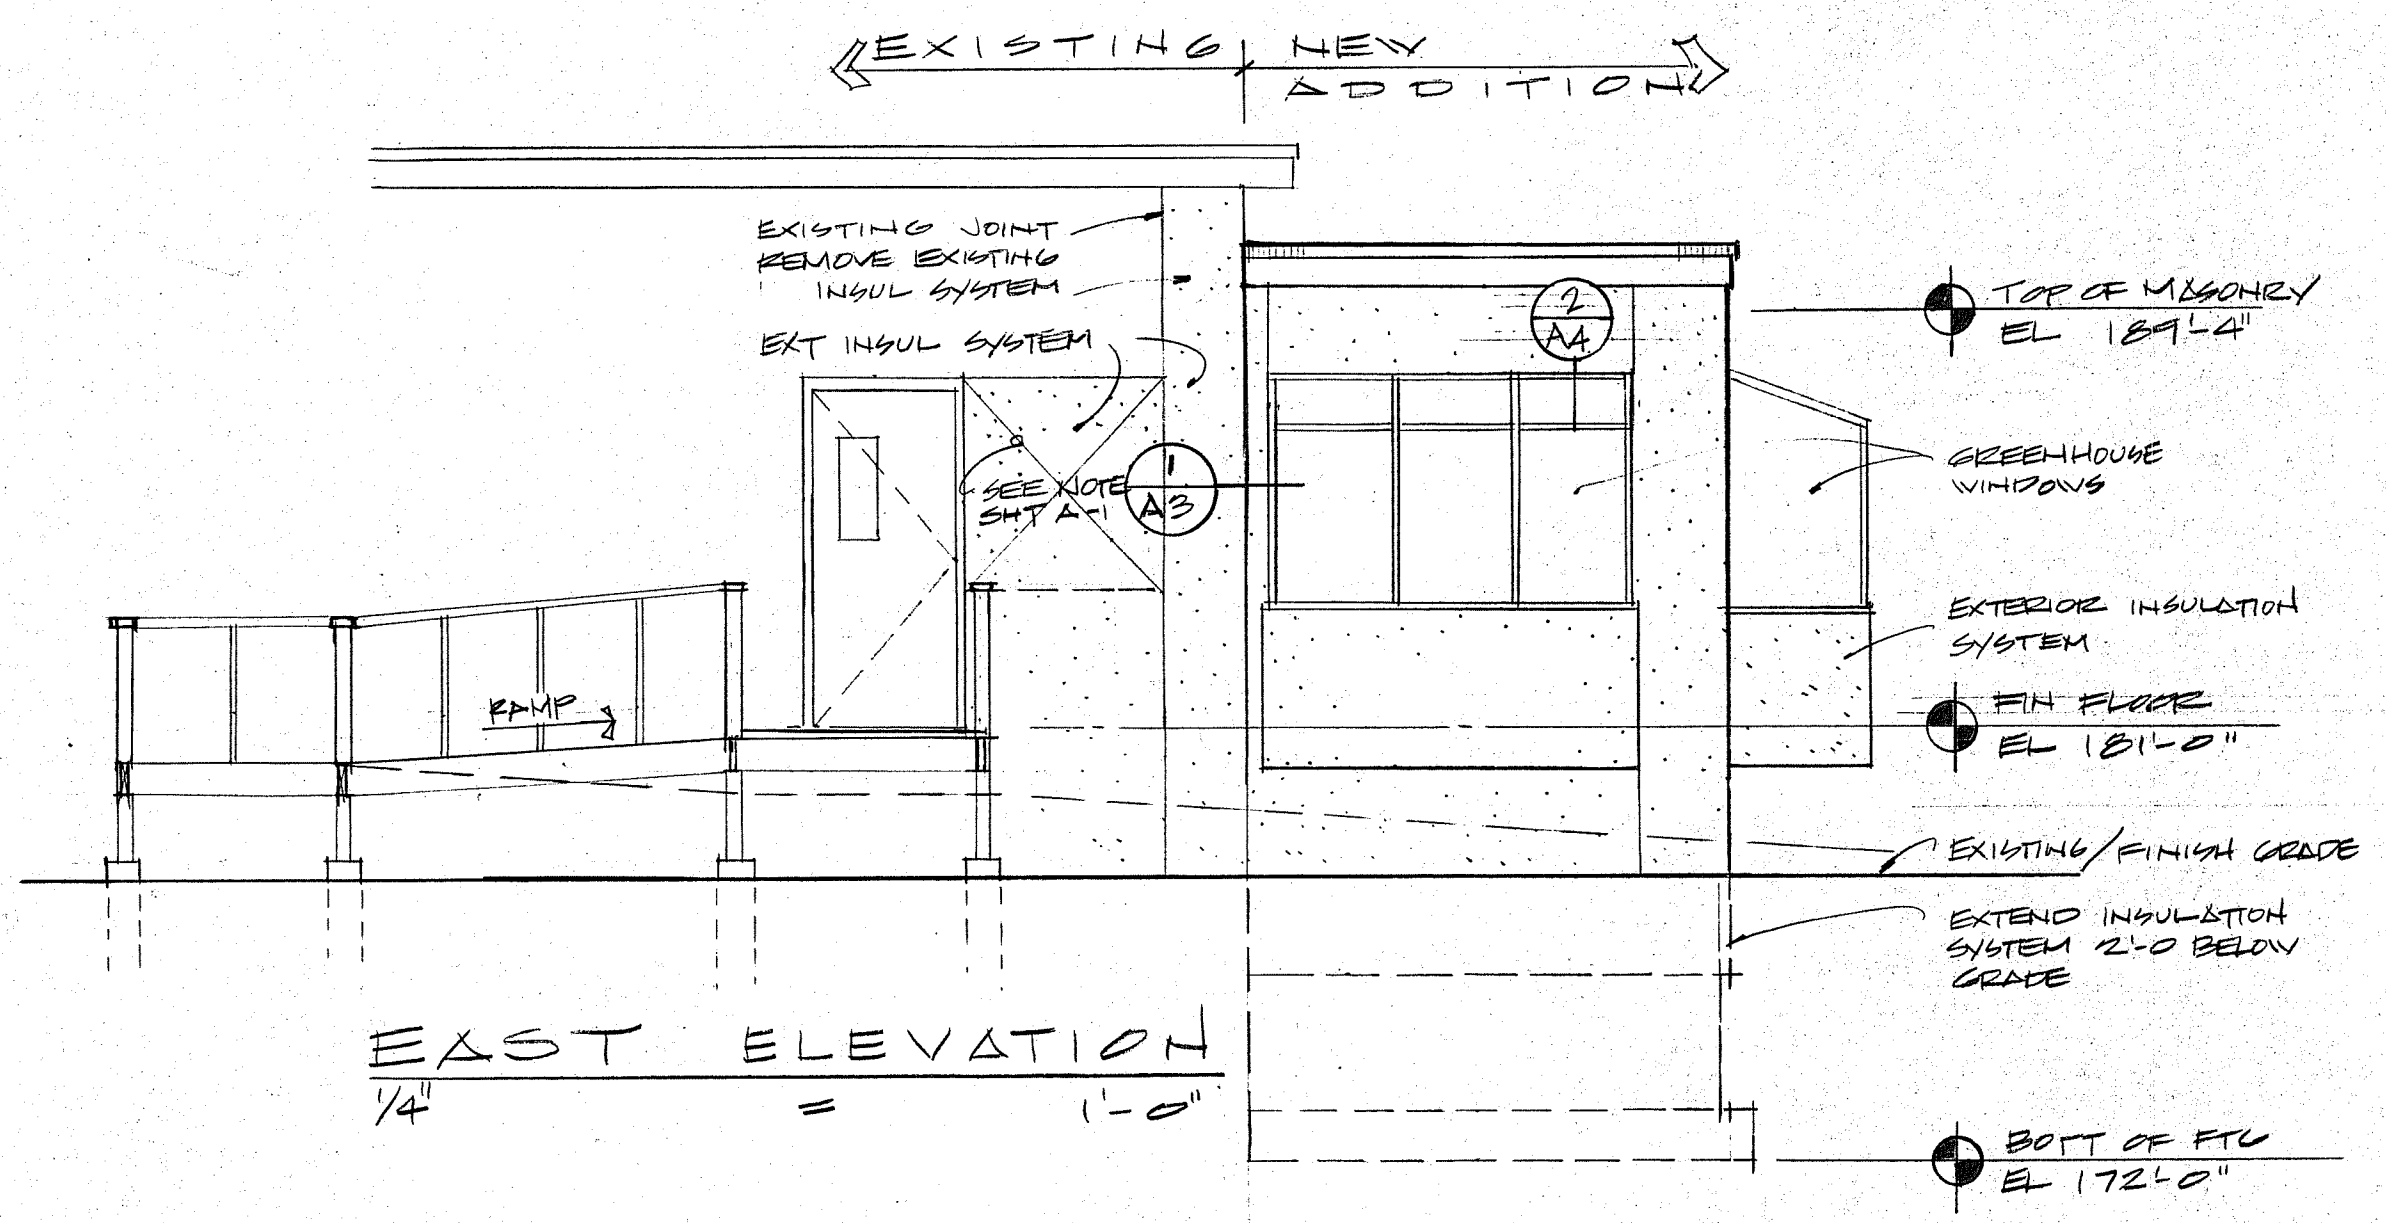 EXISTING NEW
ADDITION
EXISTING JOINT
REMOVE EXISTING
INSUL SYSTEM
EXT INSUL SYSTEM
2
A4
TOP OF MASONRY
EL 189'-4"
SEE NOTE
SHT A-1
1
A3
GREENHOUSE
WINDOWS
EXTERIOR INSULATION
SYSTEM
RAMP
FIN FLOOR
EL 181'-0"
EXISTING/FINISH GRADE
EXTEND INSULATION
SYSTEM 2'-0 BELOW
GRADE
EAST ELEVATION
1/4" = 1'-0"
BOTT OF FTG
EL 172'-0"